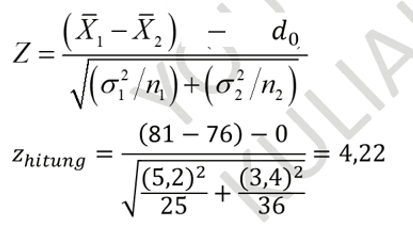 Z = ((X̄₁ − X̄₂) − d₀) / √((σ₁²/n₁)+(σ₂²/n₂))
z_hitung = ((81 − 76) − 0) / √((5,2)²/25 + (3,4)²/36) = 4,22
KULIA